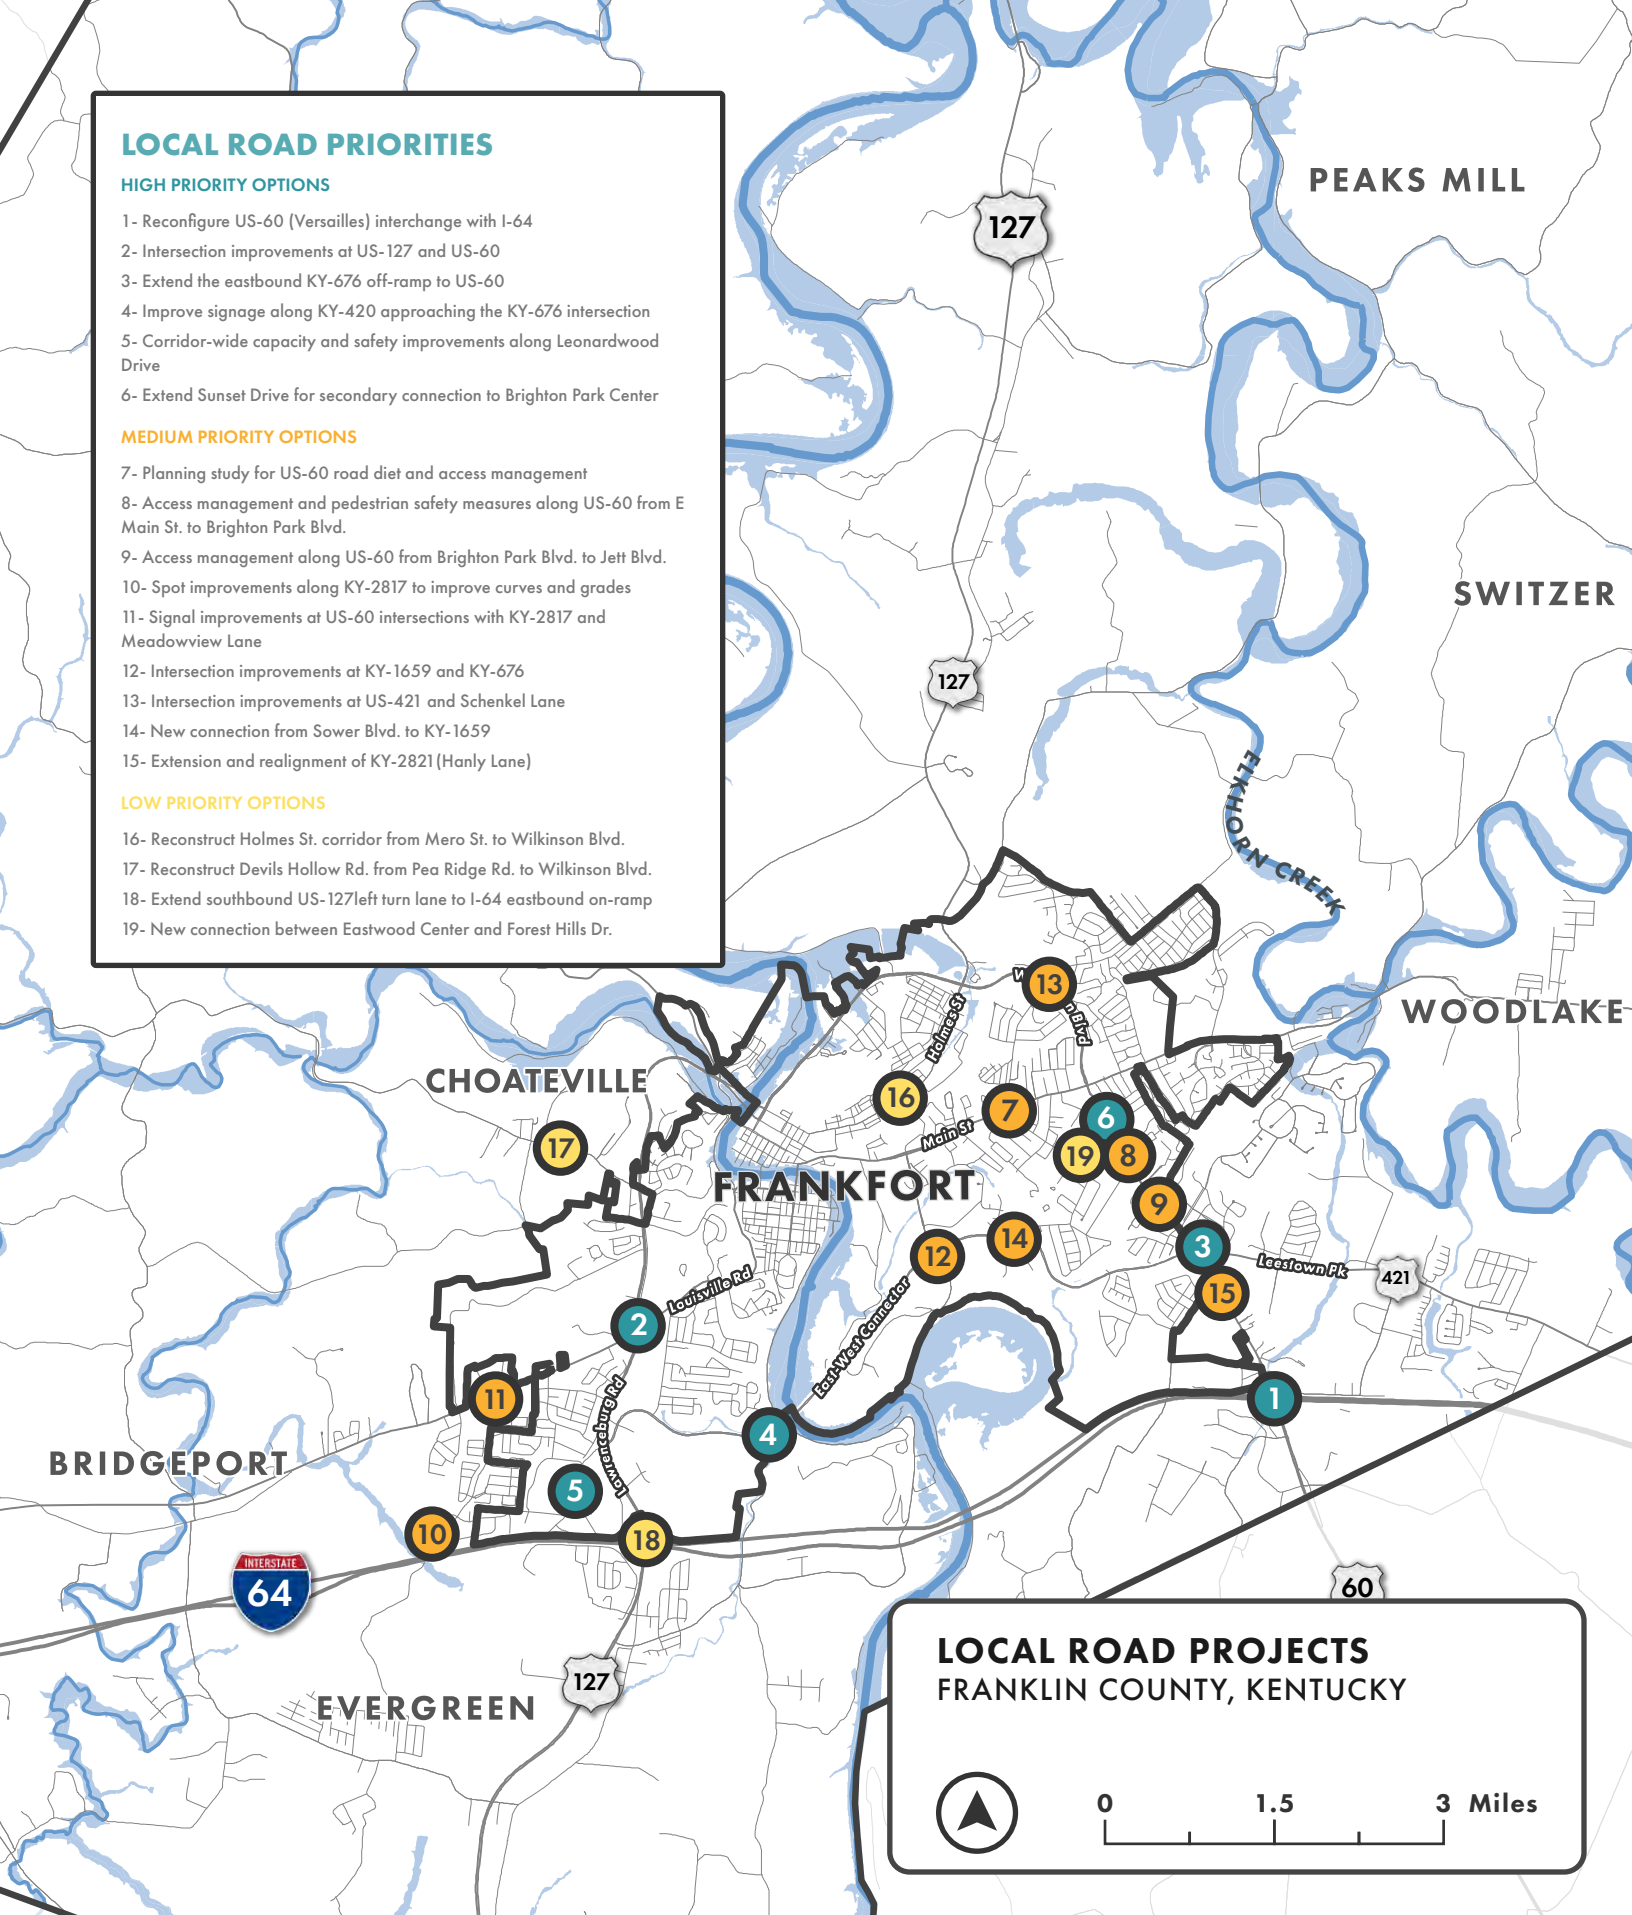 LOCAL ROAD PRIORITIES
HIGH PRIORITY OPTIONS
1- Reconfigure US-60 (Versailles) interchange with I-64
2- Intersection improvements at US-127 and US-60
3- Extend the eastbound KY-676 off-ramp to US-60
4- Improve signage along KY-420 approaching the KY-676 intersection
5- Corridor-wide capacity and safety improvements along Leonardwood
Drive
6- Extend Sunset Drive for secondary connection to Brighton Park Center
MEDIUM PRIORITY OPTIONS
7- Planning study for US-60 road diet and access management
8- Access management and pedestrian safety measures along US-60 from E
Main St. to Brighton Park Blvd.
9- Access management along US-60 from Brighton Park Blvd. to Jett Blvd.
10- Spot improvements along KY-2817 to improve curves and grades
11- Signal improvements at US-60 intersections with KY-2817 and
Meadowview Lane
12- Intersection improvements at KY-1659 and KY-676
13- Intersection improvements at US-421 and Schenkel Lane
14- New connection from Sower Blvd. to KY-1659
15- Extension and realignment of KY-2821 (Hanly Lane)
LOW PRIORITY OPTIONS
16- Reconstruct Holmes St. corridor from Mero St. to Wilkinson Blvd.
17- Reconstruct Devils Hollow Rd. from Pea Ridge Rd. to Wilkinson Blvd.
18- Extend southbound US-127left turn lane to I-64 eastbound on-ramp
19- New connection between Eastwood Center and Forest Hills Dr.
PEAKS MILL
127
SWITZER
127
ELKHORN CREEK
WOODLAKE
13
n Blvd
Holmes St
CHOATEVILLE
16
7
6
Main St
17
19
8
FRANKFORT
9
14
12
3
Leestown Pk
421
Louisville Rd
15
2
East-West Connector
11
Lawrenceburg Rd
1
4
BRIDGEPORT
5
10
18
INTERSTATE
64
60
127
EVERGREEN
LOCAL ROAD PROJECTS
FRANKLIN COUNTY, KENTUCKY
0 1.5 3 Miles